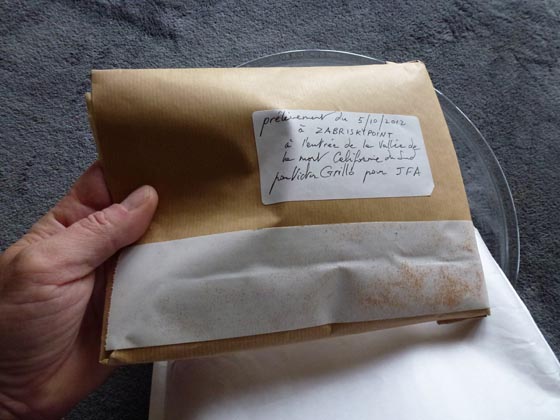 prélèvement du 5/10/2012
à ZABRISKYPOINT
à l'entrée de la Vallée de
la mort Californie du Sud
par Victor Grillo pour JFA